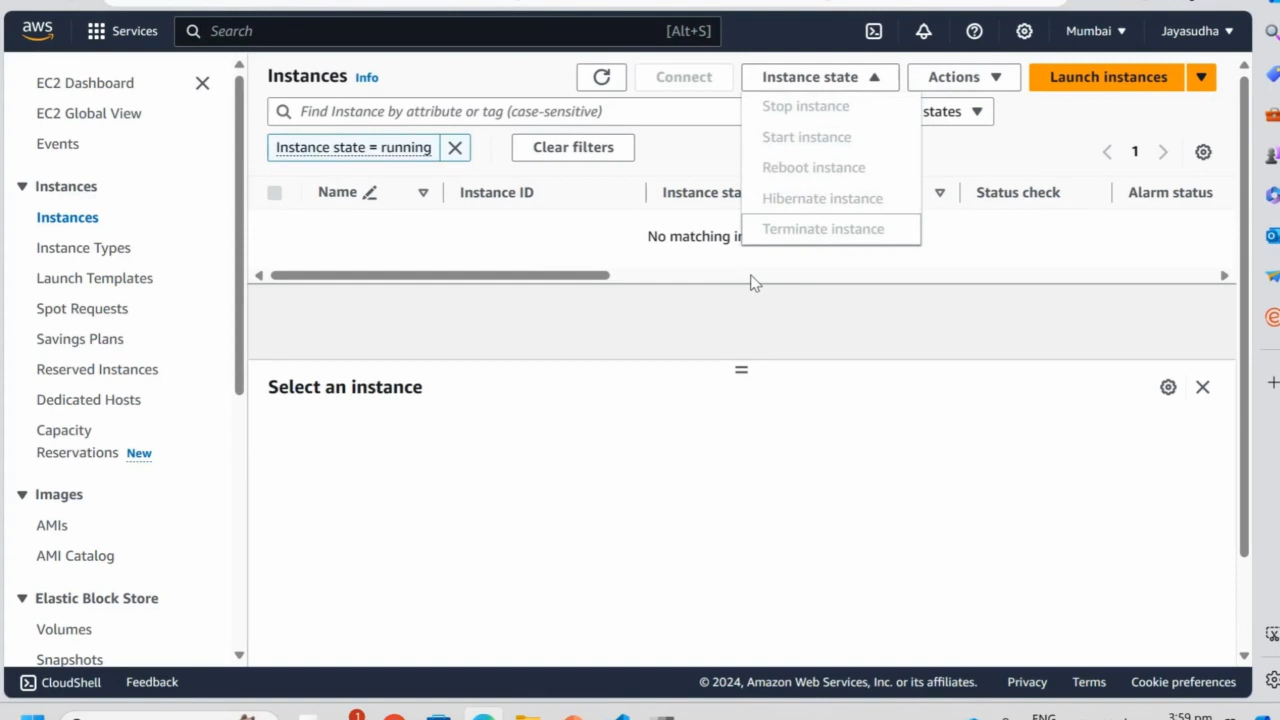 aws
Services
Search
[Alt+S]
Mumbai
Jayasudha
EC2 Dashboard
EC2 Global View
Events
Instances
Instances
Instance Types
Launch Templates
Spot Requests
Savings Plans
Reserved Instances
Dedicated Hosts
Capacity
Reservations New
Images
AMIs
AMI Catalog
Elastic Block Store
Volumes
Snapshots
Instances Info
Connect
Instance state
Actions
Launch instances
Find Instance by attribute or tag (case-sensitive)
states
Stop instance
Start instance
Reboot instance
Hibernate instance
Terminate instance
Instance state = running
Clear filters
1
Name
Instance ID
Instance sta
Status check
Alarm status
No matching i
Select an instance
CloudShell
Feedback
© 2024, Amazon Web Services, Inc. or its affiliates.
Privacy
Terms
Cookie preferences
1
ENG
3:59 pm